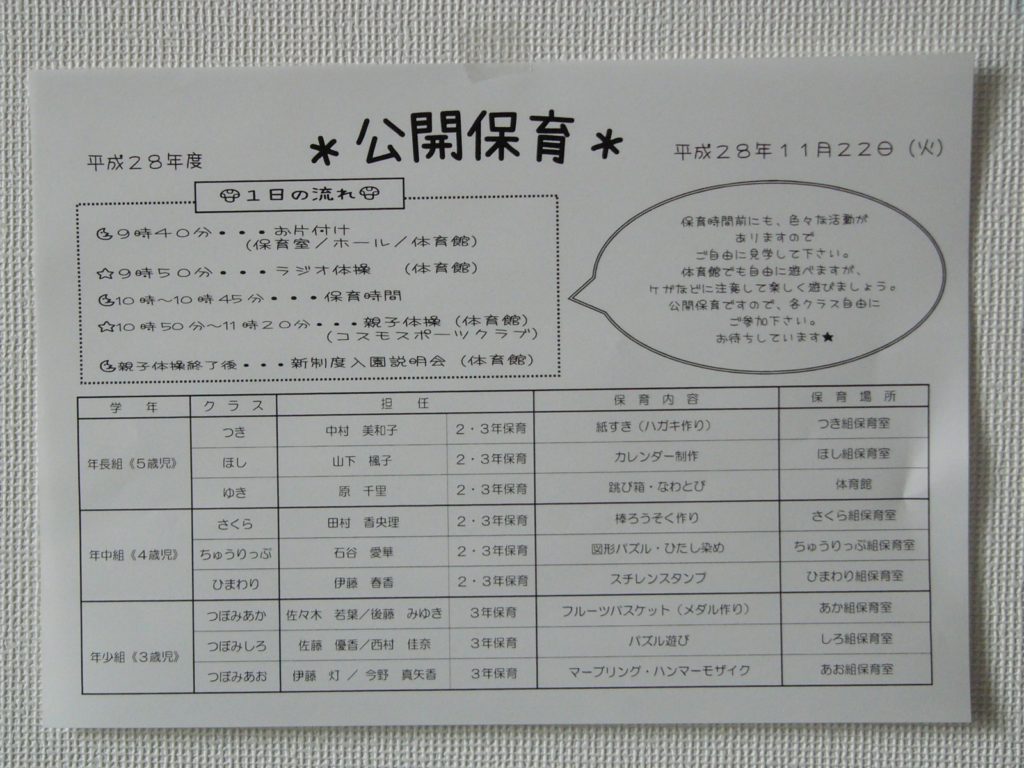 平成28年度
＊公開保育＊
平成28年11月22日（火）
1日の流れ
9時40分・・・お片付け
（保育室／ホール／体育館）
☆9時50分・・・ラジオ体操　（体育館）
10時～10時45分・・・保育時間
☆10時50分～11時20分・・・親子体操（体育館）
（コスモスポーツクラブ）
親子体操終了後・・・新制度入園説明会（体育館）
保育時間前にも、色々な活動が
ありますので
ご自由に見学して下さい。
体育館でも自由に遊べますが、
ケガなどに注意して楽しく遊びましょう。
公開保育ですので、各クラス自由に
ご参加下さい。
お待ちしています★
学　年　クラス　担　任　保育内容　保育場所
年長組《5歳児》
つき　中村　美和子　2・3年保育　紙すき（ハガキ作り）　つき組保育室
ほし　山下　楓子　2・3年保育　カレンダー制作　ほし組保育室
ゆき　原　千里　2・3年保育　跳び箱・なわとび　体育館
年中組《4歳児》
さくら　田村　香央理　2・3年保育　棒ろうそく作り　さくら組保育室
ちゅうりっぷ　石谷　愛華　2・3年保育　図形パズル・ひたし染め　ちゅうりっぷ組保育室
ひまわり　伊藤　春香　2・3年保育　スチレンスタンプ　ひまわり組保育室
年少組《3歳児》
つぼみあか　佐々木　若葉／後藤　みゆき　3年保育　フルーツバスケット（メダル作り）　あか組保育室
つぼみしろ　佐藤　優香／西村　佳奈　3年保育　パズル遊び　しろ組保育室
つぼみあお　伊藤　灯 ／ 今野　真矢香　3年保育　マーブリング・ハンマーモザイク　あお組保育室